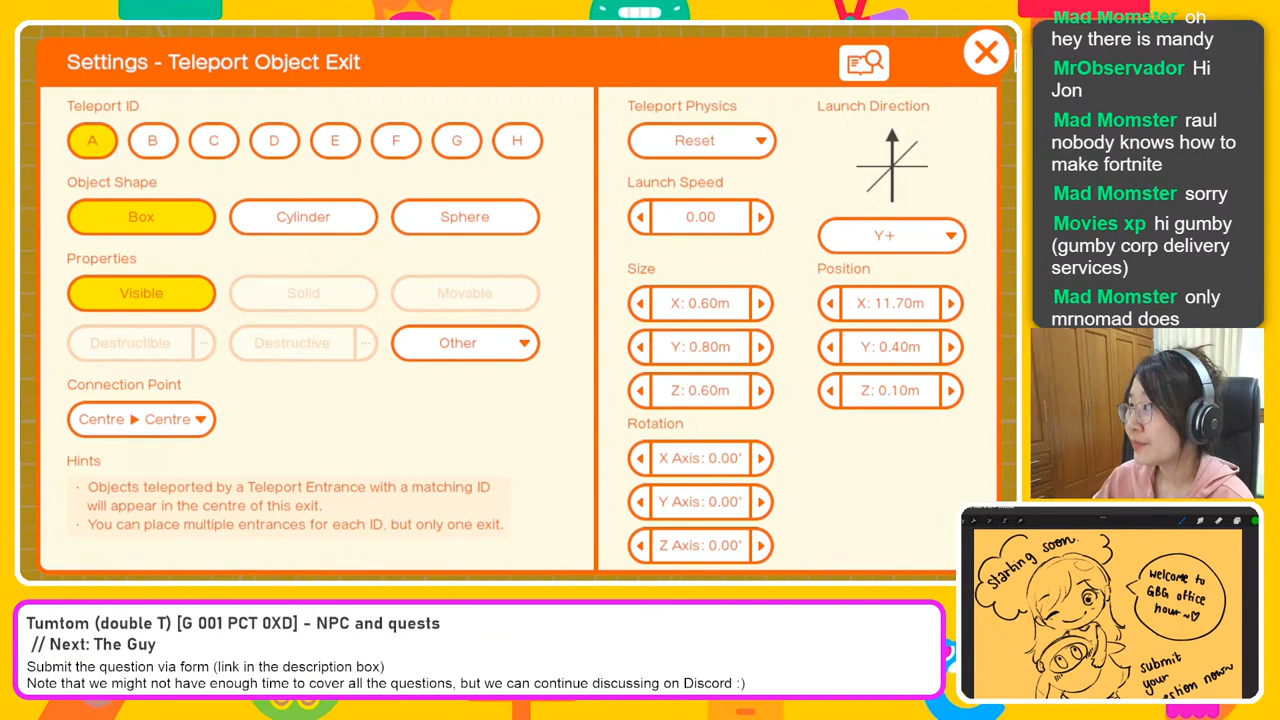 Settings - Teleport Object Exit
Teleport ID
A
B
C
D
E
F
G
H
Object Shape
Box
Cylinder
Sphere
Properties
Visible
Solid
Movable
Destructible
Destructive
Other
Connection Point
Centre ▶ Centre
Hints
· Objects teleported by a Teleport Entrance with a matching ID
will appear in the centre of this exit.
· You can place multiple entrances for each ID, but only one exit.
Teleport Physics
Reset
Launch Speed
0.00
Launch Direction
Y+
Size
X: 0.60m
Y: 0.80m
Z: 0.60m
Position
X: 11.70m
Y: 0.40m
Z: 0.10m
Rotation
X Axis: 0.00°
Y Axis: 0.00°
Z Axis: 0.00°
Mad Momster oh
hey there is mandy
MrObservador Hi
Jon
Mad Momster raul
nobody knows how to
make fortnite
Mad Momster sorry
Movies xp hi gumby
(gumby corp delivery
services)
Mad Momster only
mrnomad does
starting soon.
Welcome to
GBG office
hour ~♡
submit
your
question now~
Tumtom (double T) [G 001 PCT 0XD] - NPC and quests
// Next: The Guy
Submit the question via form (link in the description box)
Note that we might not have enough time to cover all the questions, but we can continue discussing on Discord :)